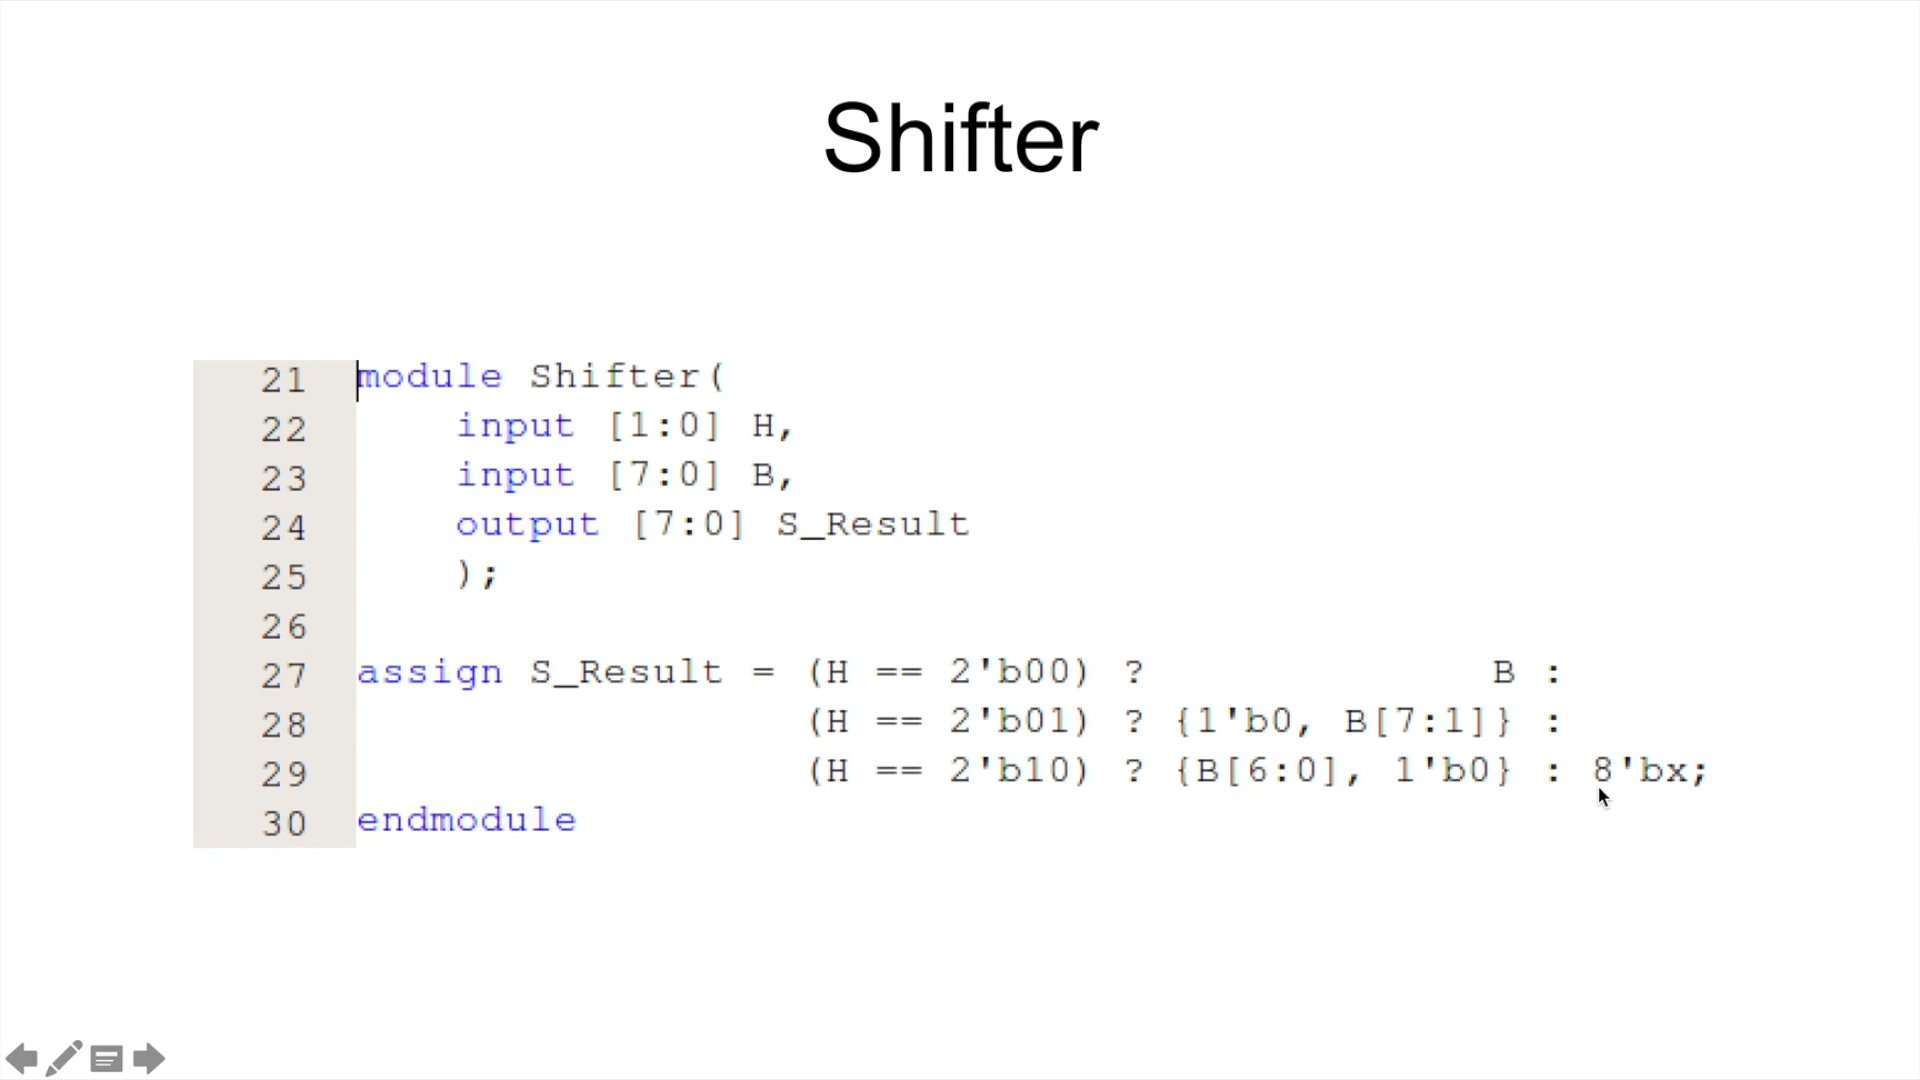 Shifter
21 module Shifter(
22 input [1:0] H,
23 input [7:0] B,
24 output [7:0] S_Result
25 );
26
27 assign S_Result = (H == 2'b00) ? B :
28 (H == 2'b01) ? {1'b0, B[7:1]} :
29 (H == 2'b10) ? {B[6:0], 1'b0} : 8'bx;
30 endmodule